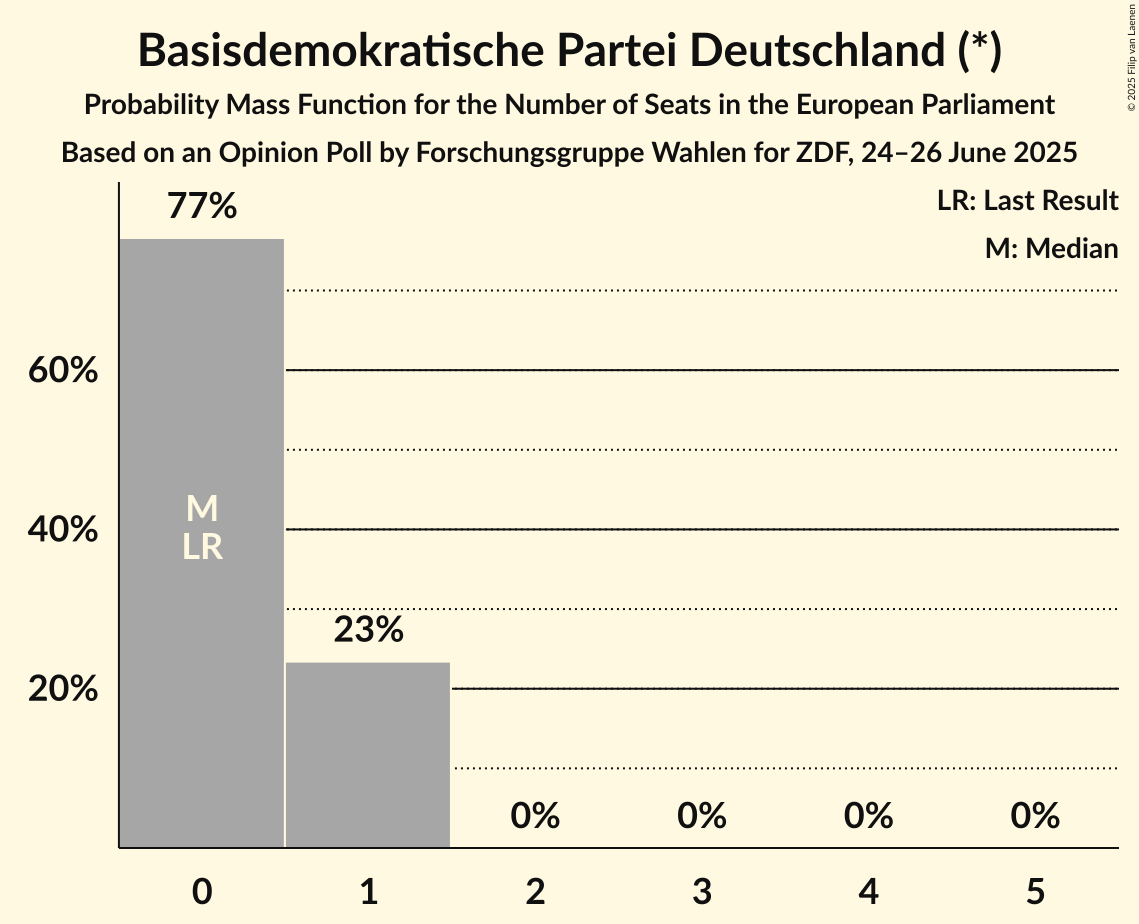 Basisdemokratische Partei Deutschland (*)
Probability Mass Function for the Number of Seats in the European Parliament
Based on an Opinion Poll by Forschungsgruppe Wahlen for ZDF, 24–26 June 2025
© 2025 Filip van Laenen
LR: Last Result
M: Median
77%
60%
M
40%
LR
23%
20%
0%
0%
0%
0%
0
1
2
3
4
5